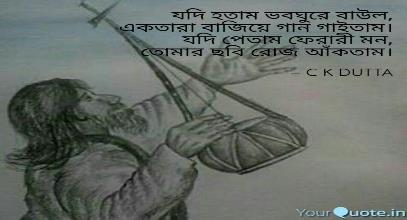 যদি হতাম ভবঘুরে বাউল,
একতারা বাজিয়ে গান গাইতাম।
যদি পেতাম ফেরারী মন,
তোমার ছবি রোজ আঁকতাম।
C K DUTTA
YourQuote.in